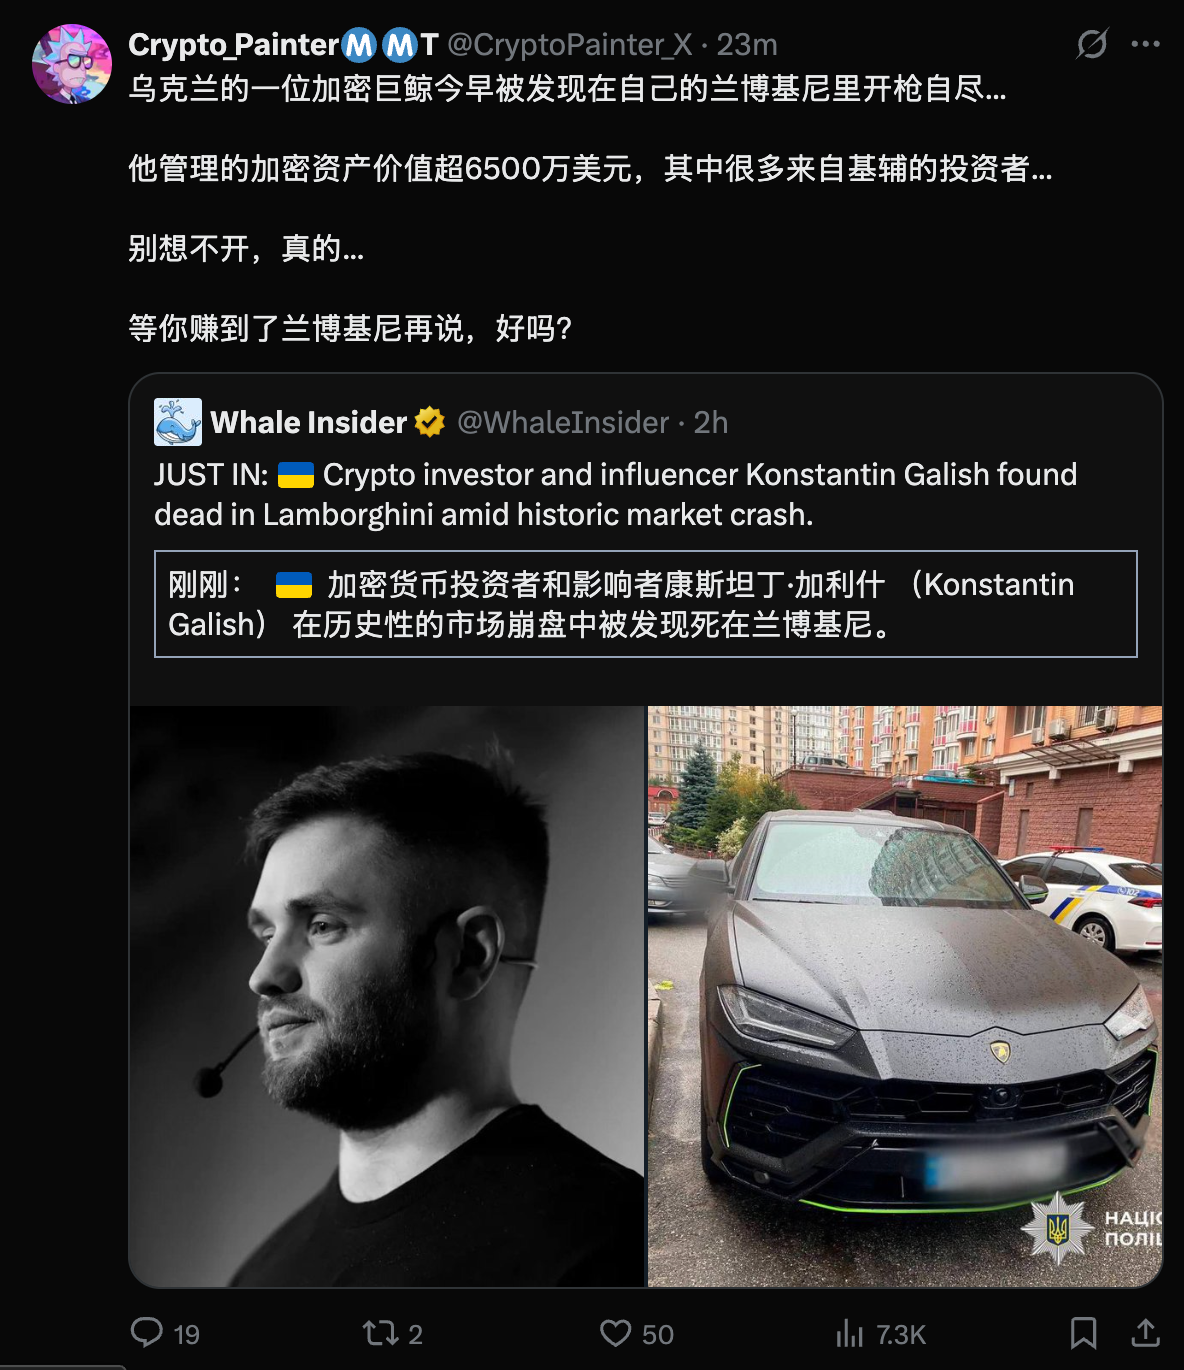 Crypto_PainterⓂ️Ⓜ️T @CryptoPainter_X · 23m
乌克兰的一位加密巨鲸今早被发现在自己的兰博基尼里开枪自尽...
他管理的加密资产价值超6500万美元，其中很多来自基辅的投资者...
别想不开，真的...
等你赚到了兰博基尼再说，好吗？
Whale Insider @WhaleInsider · 2h
JUST IN: 🇺🇦 Crypto investor and influencer Konstantin Galish found
dead in Lamborghini amid historic market crash.
刚刚： 🇺🇦 加密货币投资者和影响者康斯坦丁·加利什 （Konstantin
Galish） 在历史性的市场崩盘中被发现死在兰博基尼。
102
НАЦІО
ПОЛІЦ
19 2 50 7.3K